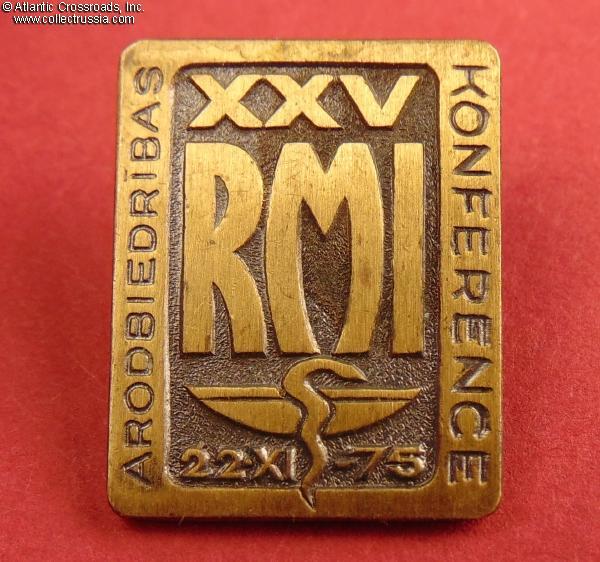 © Atlantic Crossroads, Inc.
www.collectrussia.com
ARODBIEDRĪBAS
XXV
RMI
22·XI-75
KONFERENCE